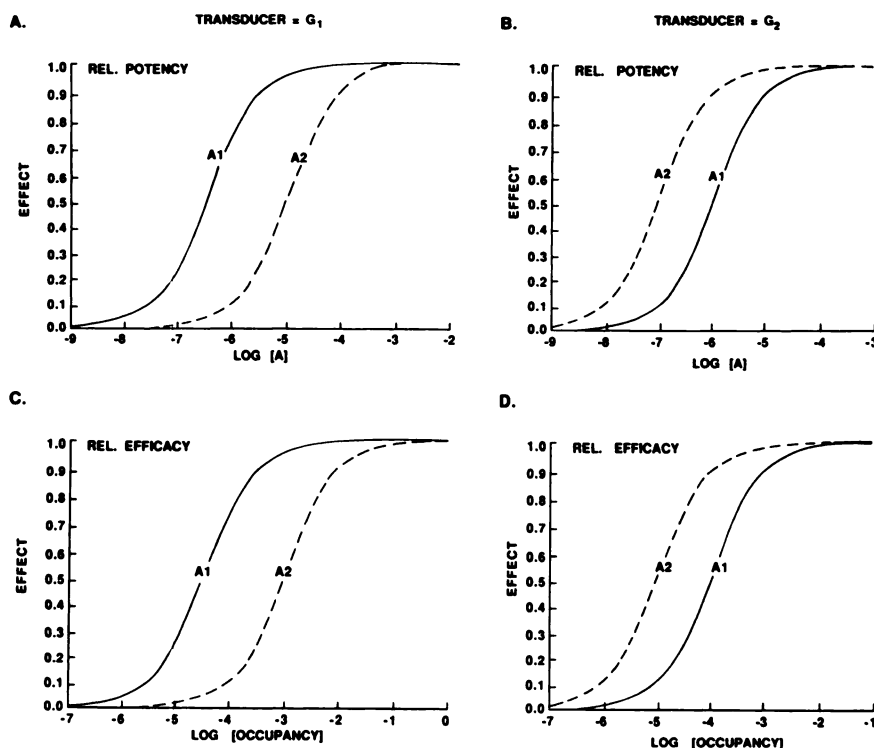 A.
TRANSDUCER = G1
REL. POTENCY
EFFECT
1.0
0.9
0.8
0.7
0.6
0.5
0.4
0.3
0.2
0.1
0.0
A1
A2
-9 -8 -7 -6 -5 -4 -3 -2
LOG [A]
B.
TRANSDUCER = G2
REL. POTENCY
EFFECT
1.0
0.9
0.8
0.7
0.6
0.5
0.4
0.3
0.2
0.1
0.0
A2
A1
-9 -8 -7 -6 -5 -4 -3
LOG [A]
C.
REL. EFFICACY
EFFECT
1.0
0.9
0.8
0.7
0.6
0.5
0.4
0.3
0.2
0.1
0.0
A1
A2
-7 -6 -5 -4 -3 -2 -1 0
LOG [OCCUPANCY]
D.
REL. EFFICACY
EFFECT
1.0
0.9
0.8
0.7
0.6
0.5
0.4
0.3
0.2
0.1
0.0
A2
A1
-7 -6 -5 -4 -3 -2 -1
LOG [OCCUPANCY]